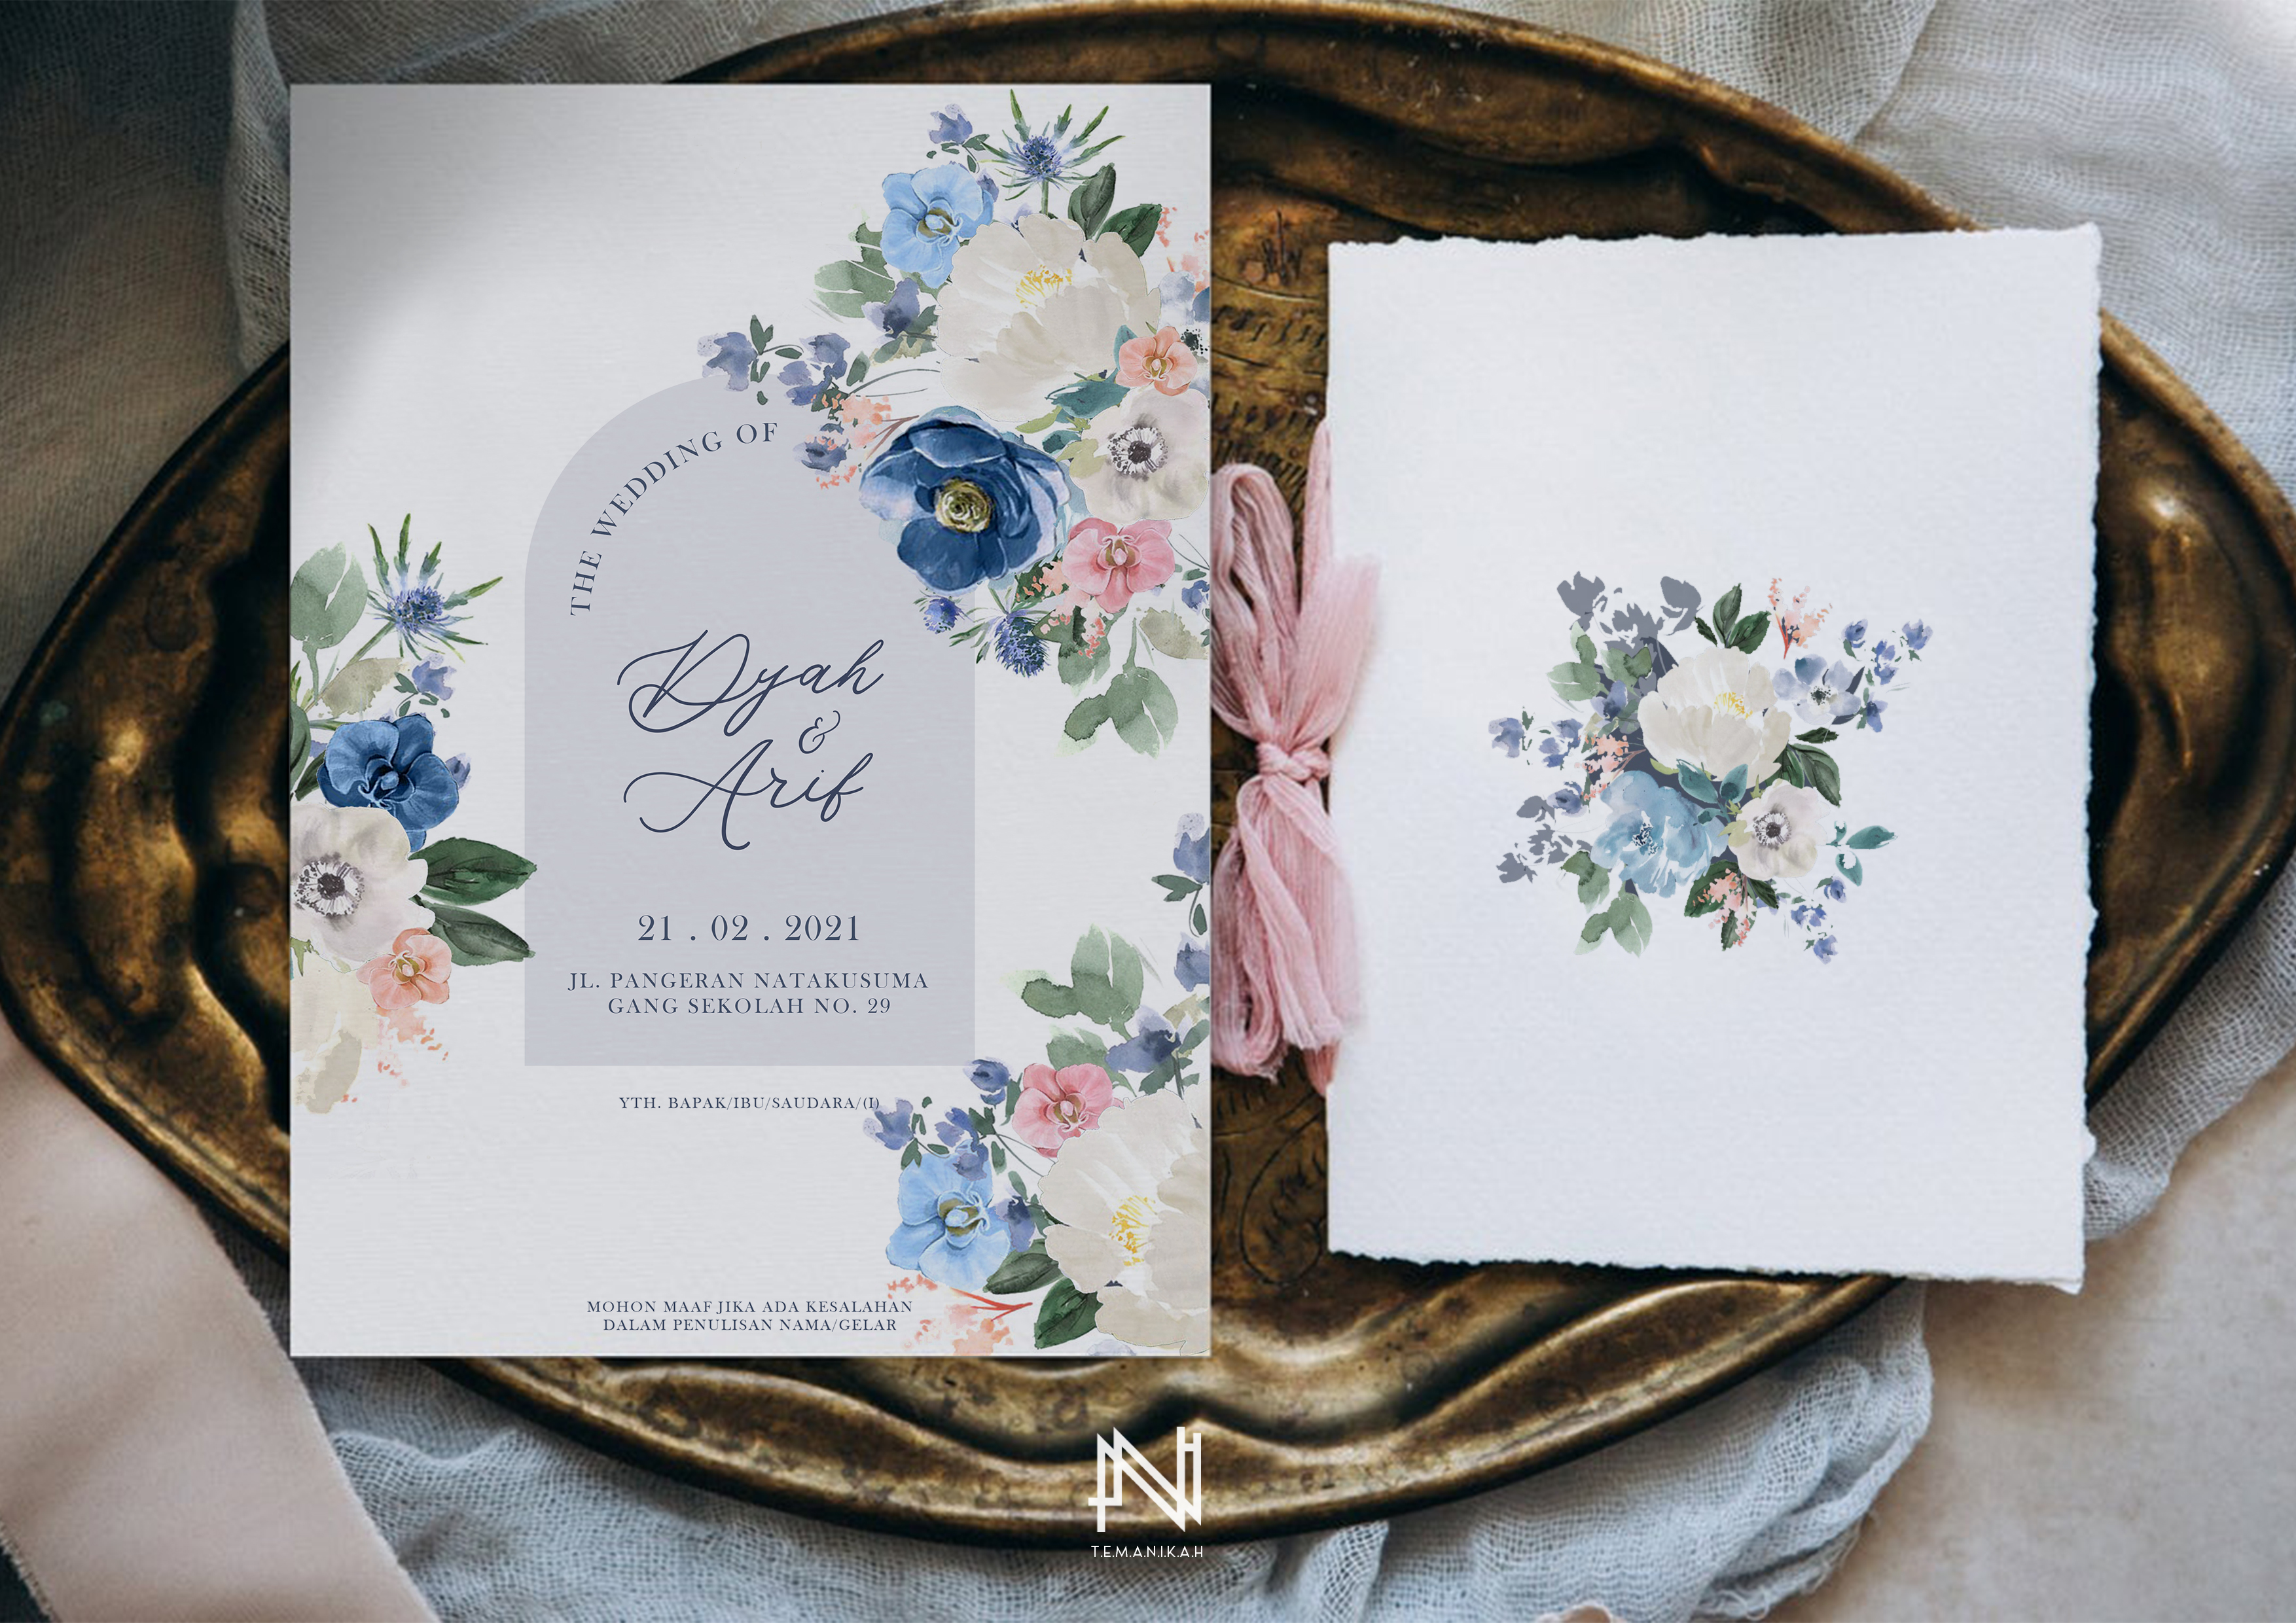 THE WEDDING OF
Dyah
&
Arif
21 . 02 . 2021
JL. PANGERAN NATAKUSUMA
GANG SEKOLAH NO. 29
YTH. BAPAK/IBU/SAUDARA/(I)
MOHON MAAF JIKA ADA KESALAHAN
DALAM PENULISAN NAMA/GELAR
T.E.M.A.N.I.K.A.H